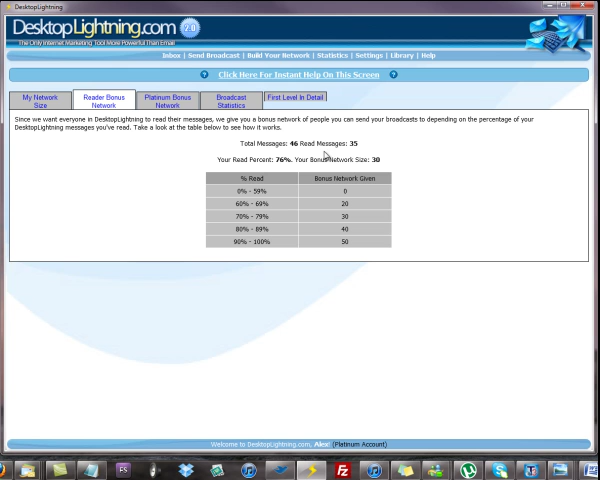 DesktopLightning
DesktopLightning.com 2.0
The Only Internet Marketing Tool More Powerful Than Email
Inbox | Send Broadcast | Build Your Network | Statistics | Settings | Library | Help
? Click Here For Instant Help On This Screen ?
My Network Size
Reader Bonus Network
Platinum Bonus Network
Broadcast Statistics
First Level In Detail
Since we want everyone in DesktopLightning to read their messages, we give you a bonus network of people you can send your broadcasts to depending on the percentage of your
DesktopLightning messages you've read. Take a look at the table below to see how it works.
Total Messages: 46 Read Messages: 35
Your Read Percent: 76%. Your Bonus Network Size: 30
% Read Bonus Network Given
0% - 59% 0
60% - 69% 20
70% - 79% 30
80% - 89% 40
90% - 100% 50
Welcome to DesktopLightning.com, Alex! (Platinum Account)
ES
Fz